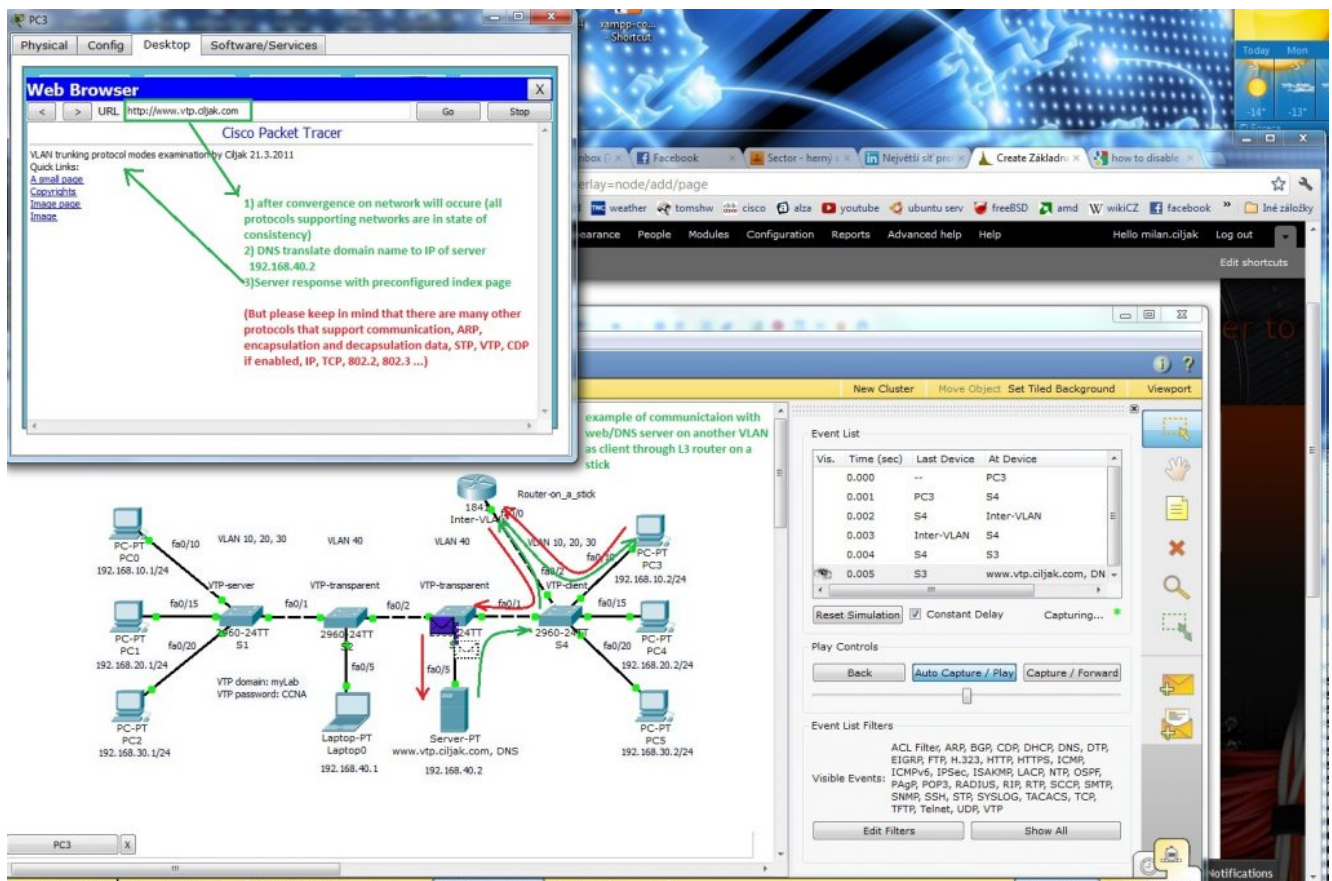 PC3
Physical Config Desktop Software/Services
Web Browser X
< > URL http://www.vtp.ciljak.com Go Stop
Cisco Packet Tracer
VLAN trunking protocol modes examination by Ciljak 21.3.2011
Quick Links:
A small page
Copyrights
Image page
Image
1) after convergence on network will occure (all
protocols supporting networks are in state of
consistency)
2) DNS translate domain name to IP of server
192.168.40.2
3)Server response with preconfigured index page
(But please keep in mind that there are many other
protocols that support communication, ARP,
encapsulation and decapsulation data, STP, VTP, CDP
if enabled, IP, TCP, 802.2, 802.3 ...)
xampp-co...
- Shortcut
Today Mon
-14° -13°
Facebook Sector - herný Největší síť pro Create Základn how to disable
erlay=node/add/page
weather tomshw cisco alza youtube ubuntu serv freeBSD amd wikiCZ facebook » Iné záložky
earance People Modules Configuration Reports Advanced help Help Hello milan.ciljak Log out
Edit shortcuts
er to
New Cluster Move Object Set Tiled Background Viewport
example of communictaion with
web/DNS server on another VLAN
as client through L3 router on a
stick
Router-on_a_stick
1841
Inter-VLAN
fa0/0
PC-PT
PC0
192.168.10.1/24
fa0/10
VLAN 10, 20, 30
VLAN 40
VLAN 40
VLAN 10, 20, 30
fa0/10
PC-PT
PC3
192.168.10.2/24
VTP-server
VTP-transparent
VTP-transparent
fa0/2
VTP-client
fa0/15
fa0/1
fa0/2
fa0/1
fa0/15
PC-PT
PC1
192.168.20.1/24
fa0/20
2960-24TT
S1
2960-24TT
S2
2960-24TT
2960-24TT
S4
fa0/20
PC-PT
PC4
192.168.20.2/24
VTP domain: myLab
VTP password: CCNA
fa0/5
fa0/5
PC-PT
PC2
192.168.30.1/24
Laptop-PT
Laptop0
192.168.40.1
Server-PT
www.vtp.ciljak.com, DNS
192.168.40.2
PC-PT
PC5
192.168.30.2/24
PC3 X
Event List
Vis. Time (sec) Last Device At Device
0.000 -- PC3
0.001 PC3 S4
0.002 S4 Inter-VLAN
0.003 Inter-VLAN S4
0.004 S4 S3
0.005 S3 www.vtp.ciljak.com, DN
Reset Simulation Constant Delay Capturing... *
Play Controls
Back Auto Capture / Play Capture / Forward
Event List Filters
Visible Events:
ACL Filter, ARP, BGP, CDP, DHCP, DNS, DTP,
EIGRP, FTP, H.323, HTTP, HTTPS, ICMP,
ICMPv6, IPSec, ISAKMP, LACP, NTP, OSPF,
PAgP, POP3, RADIUS, RIP, RTP, SCCP, SMTP,
SNMP, SSH, STP, SYSLOG, TACACS, TCP,
TFTP, Telnet, UDP, VTP
Edit Filters Show All
Notifications